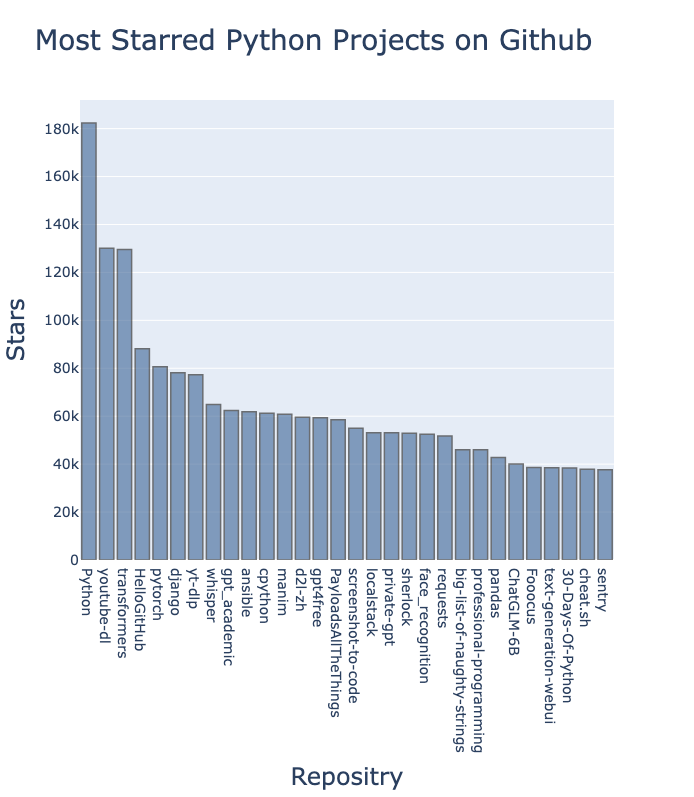 Most Starred Python Projects on Github
Stars
180k
160k
140k
120k
100k
80k
60k
40k
20k
0
Python
youtube-dl
transformers
HelloGitHub
pytorch
django
yt-dlp
whisper
gpt_academic
ansible
cpython
manim
d2l-zh
gpt4free
PayloadsAllTheThings
screenshot-to-code
localstack
private-gpt
sherlock
face_recognition
requests
big-list-of-naughty-strings
professional-programming
pandas
ChatGLM-6B
Fooocus
text-generation-webui
30-Days-Of-Python
cheat.sh
sentry
Repositry